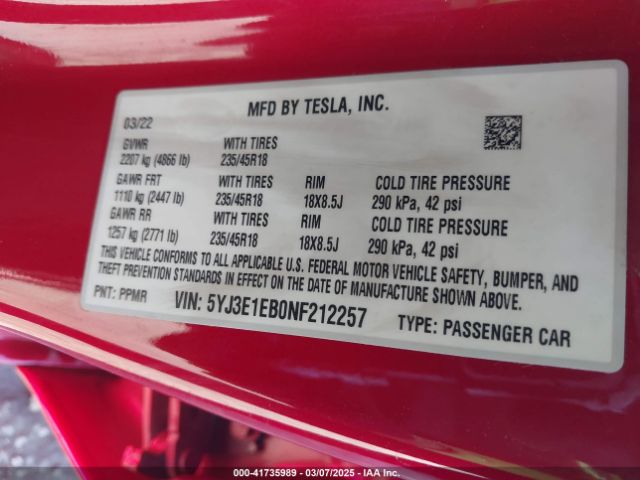 MFD BY TESLA, INC.
03/22
GVWR WITH TIRES
2207 kg (4866 lb) 235/45R18
GAWR FRT WITH TIRES RIM COLD TIRE PRESSURE
1110 kg (2447 lb) 235/45R18 18X8.5J 290 kPa, 42 psi
GAWR RR WITH TIRES RIM COLD TIRE PRESSURE
1257 kg (2771 lb) 235/45R18 18X8.5J 290 kPa, 42 psi
THIS VEHICLE CONFORMS TO ALL APPLICABLE U.S. FEDERAL MOTOR VEHICLE SAFETY, BUMPER, AND
THEFT PREVENTION STANDARDS IN EFFECT ON THE DATE OF MANUFACTURE SHOWN ABOVE.
PNT: PPMR VIN: 5YJ3E1EB0NF212257 TYPE: PASSENGER CAR
000-41735989 - 03/07/2025 - IAA Inc.